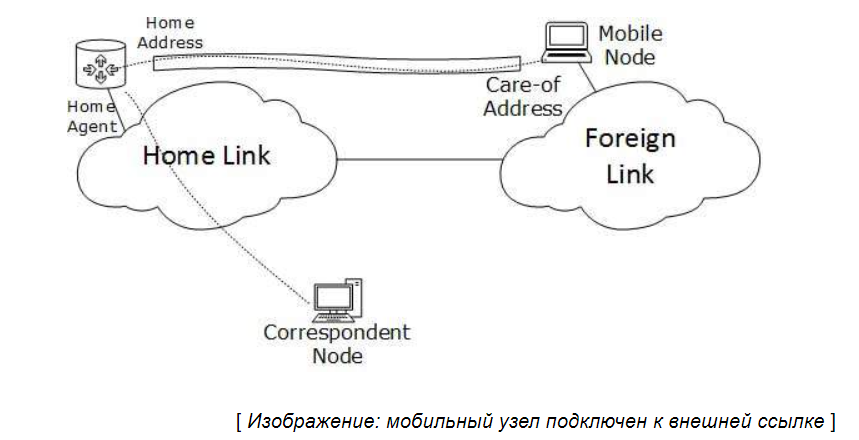 Home
Address
Mobile
Node
Care-of
Address
Home
Agent
Home Link
Foreign
Link
Correspondent
Node
[ Изображение: мобильный узел подключен к внешней ссылке ]